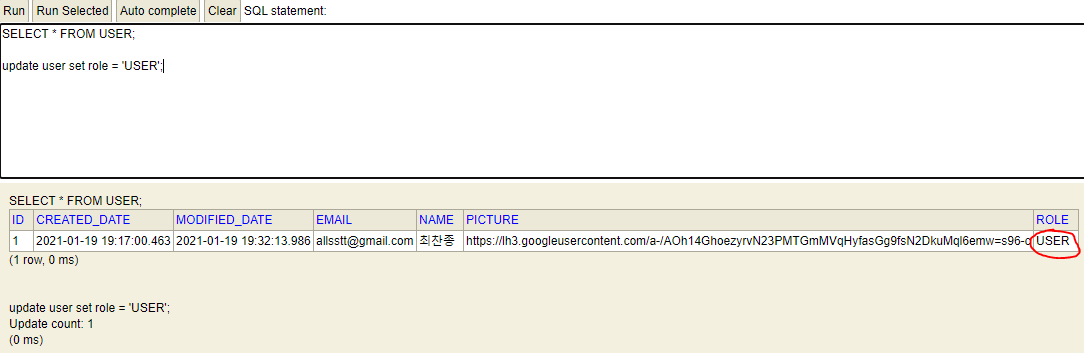 Run Run Selected Auto complete Clear SQL statement:
SELECT * FROM USER;
update user set role = 'USER';
SELECT * FROM USER;
ID CREATED_DATE MODIFIED_DATE EMAIL NAME PICTURE ROLE
1 2021-01-19 19:17:00.463 2021-01-19 19:32:13.986 allsstt@gmail.com 최찬종 https://lh3.googleusercontent.com/a-/AOh14GhoezyrvN23PMTGmMVqHyfasGg9fsN2DkuMql6emw=s96-c USER
(1 row, 0 ms)
update user set role = 'USER';
Update count: 1
(0 ms)